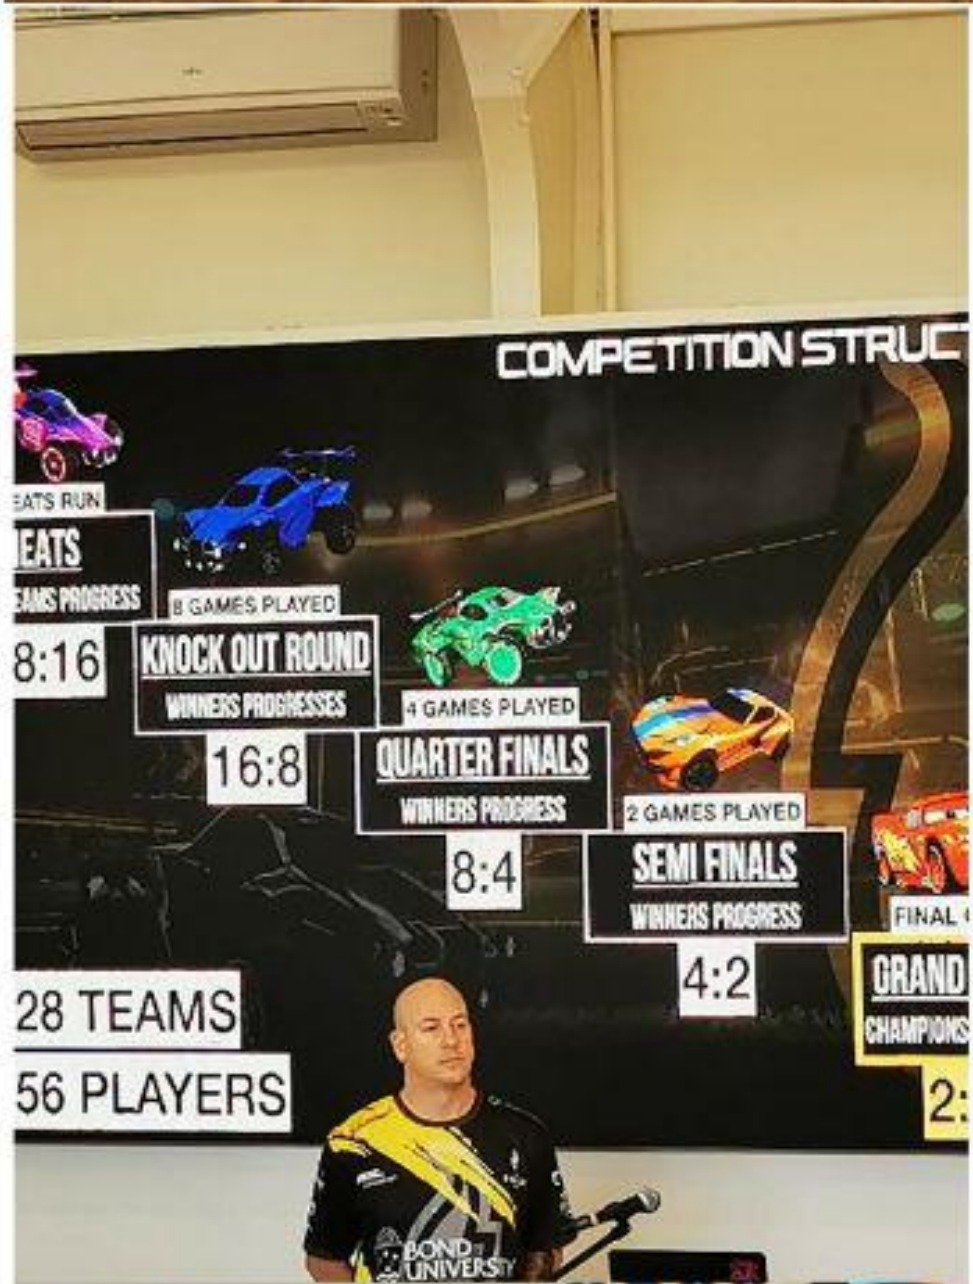 COMPETITION STRUCT
EATS RUN
HEATS
EAMS PROGRESS
8:16
8 GAMES PLAYED
KNOCK OUT ROUND
WINNERS PROGRESSES
16:8
4 GAMES PLAYED
QUARTER FINALS
WINNERS PROGRESS
8:4
2 GAMES PLAYED
SEMI FINALS
WINNERS PROGRESS
4:2
FINAL
GRAND
CHAMPIONS
2:
28 TEAMS
56 PLAYERS
BOND
UNIVERSITY